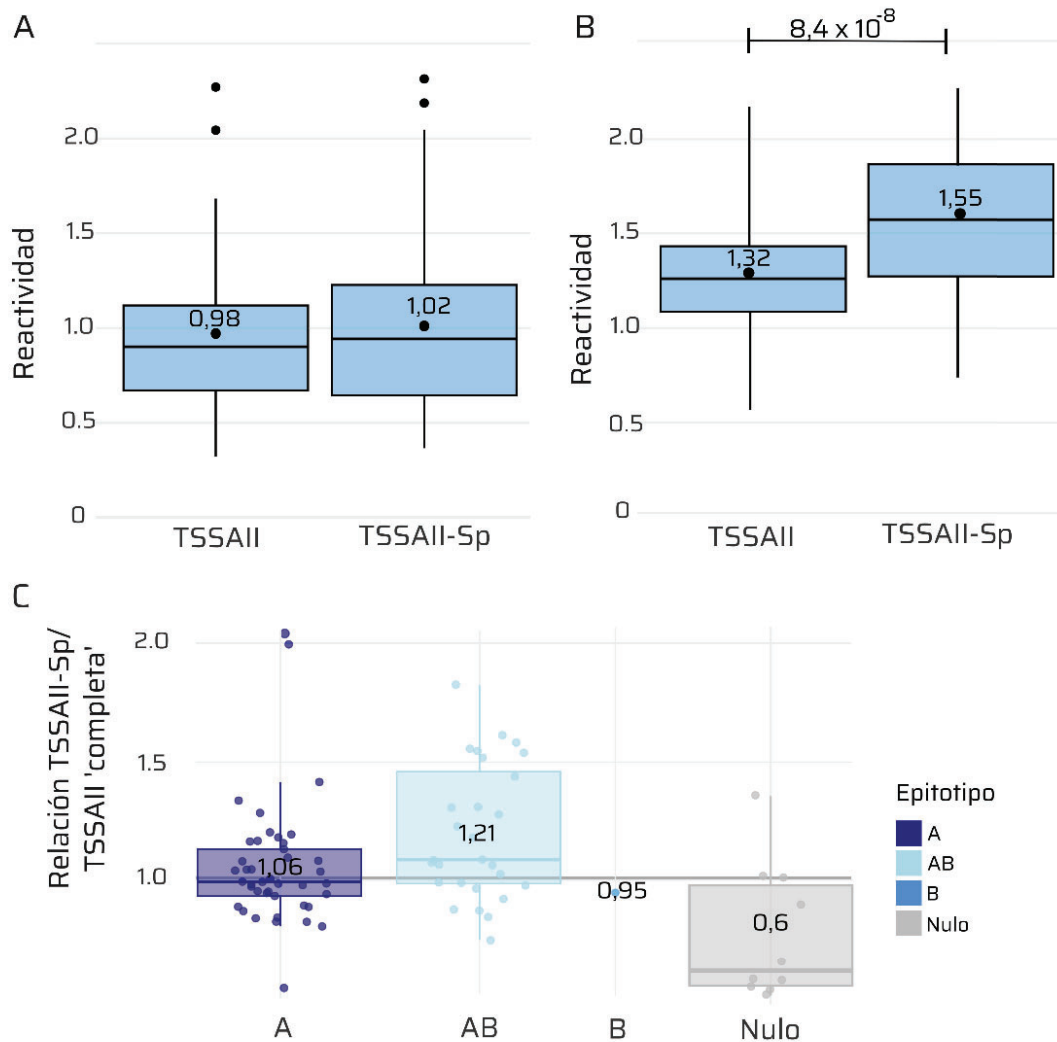 A
Reactividad
2.0
1.5
1.0
0.5
0
0,98
1,02
TSSAII
TSSAII-Sp
B
8,4 x 10-8
Reactividad
2.0
1.5
1.0
0.5
0
1,32
1,55
TSSAII
TSSAII-Sp
C
Relación TSSAII-Sp/
TSSAII 'completa'
2.0
1.5
1.0
1,06
1,21
0,95
0,6
A
AB
B
Nulo
Epitotipo
A
AB
B
Nulo